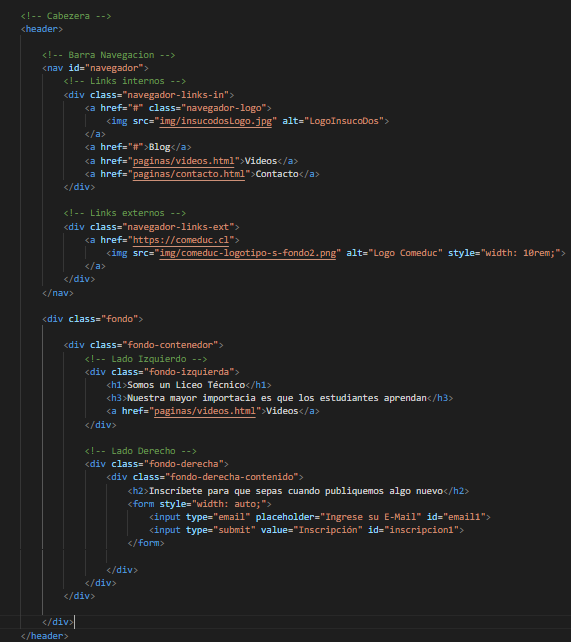 <!-- Cabezera -->
<header>
<!-- Barra Navegacion -->
<nav id="navegador">
<!-- Links internos -->
<div class="navegador-links-in">
<a href="#" class="navegador-logo">
<img src="img/insucodosLogo.jpg" alt="LogoInsucoDos">
</a>
<a href="#">Blog</a>
<a href="paginas/videos.html">Videos</a>
<a href="paginas/contacto.html">Contacto</a>
</div>
<!-- Links externos -->
<div class="navegador-links-ext">
<a href="https://comeduc.cl">
<img src="img/comeduc-logotipo-s-fondo2.png" alt="Logo Comeduc" style="width: 10rem;">
</a>
</div>
</nav>
<div class="fondo">
<div class="fondo-contenedor">
<!-- Lado Izquierdo -->
<div class="fondo-izquierda">
<h1>Somos un Liceo Técnico</h1>
<h3>Nuestra mayor importacia es que los estudiantes aprendan</h3>
<a href="paginas/videos.html">Videos</a>
</div>
<!-- Lado Derecho -->
<div class="fondo-derecha">
<div class="fondo-derecha-contenido">
<h2>Inscríbete para que sepas cuando publiquemos algo nuevo</h2>
<form style="width: auto;">
<input type="email" placeholder="Ingrese su E-Mail" id="email1">
<input type="submit" value="Inscripción" id="inscripcion1">
</form>
</div>
</div>
</div>
</div>
</header>